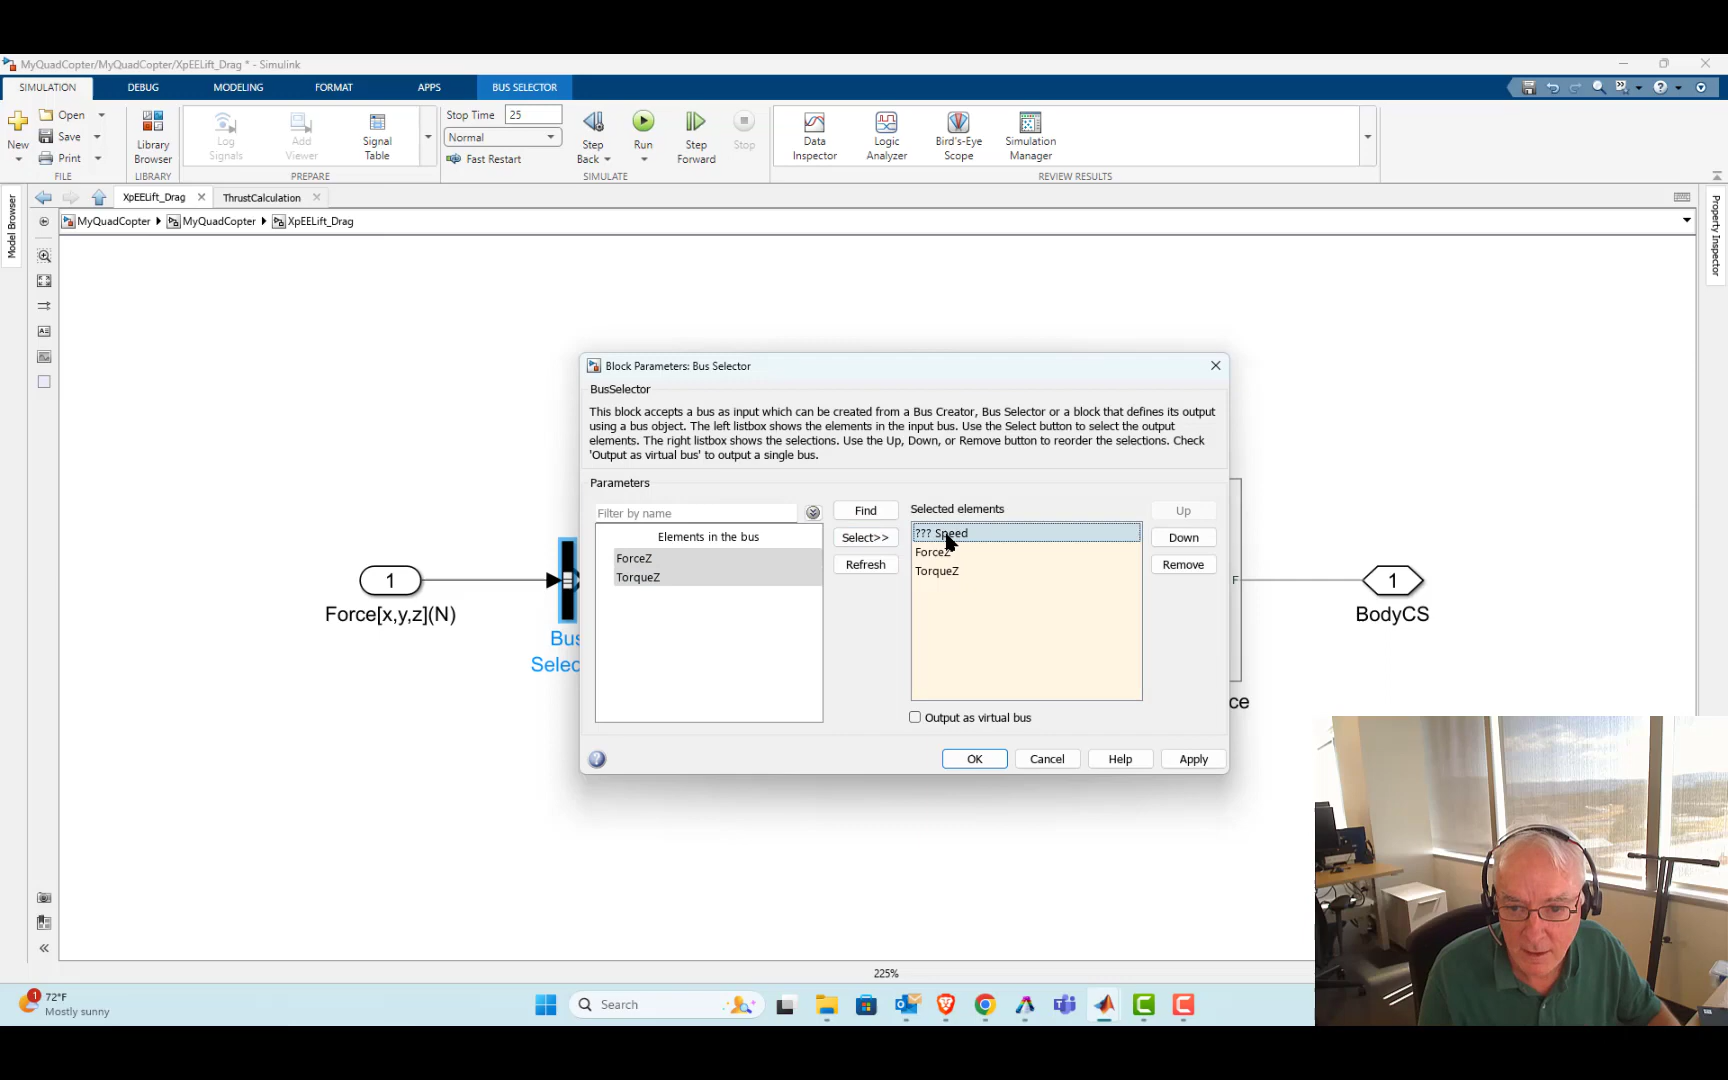 MyQuadCopter/MyQuadCopter/XpEELift_Drag * - Simulink
SIMULATION
DEBUG
MODELING
FORMAT
APPS
BUS SELECTOR
New
Open
Save
Print
FILE
Library
Browser
LIBRARY
Log
Signals
Add
Viewer
Signal
Table
PREPARE
Stop Time 25
Normal
Fast Restart
Step
Back
Run
Step
Forward
Stop
SIMULATE
Data
Inspector
Logic
Analyzer
Bird's-Eye
Scope
Simulation
Manager
REVIEW RESULTS
Model Browser
XpEELift_Drag
ThrustCalculation
MyQuadCopter
MyQuadCopter
XpEELift_Drag
Property Inspector
1
Force[x,y,z](N)
Bus
Selec
Block Parameters: Bus Selector
BusSelector
This block accepts a bus as input which can be created from a Bus Creator, Bus Selector or a block that defines its output
using a bus object. The left listbox shows the elements in the input bus. Use the Select button to select the output
elements. The right listbox shows the selections. Use the Up, Down, or Remove button to reorder the selections. Check
'Output as virtual bus' to output a single bus.
Parameters
Filter by name
Elements in the bus
ForceZ
TorqueZ
Find
Select>>
Refresh
Selected elements
??? Speed
ForceZ
TorqueZ
Up
Down
Remove
Output as virtual bus
OK
Cancel
Help
Apply
F
ce
1
BodyCS
225%
1
72°F
Mostly sunny
Search